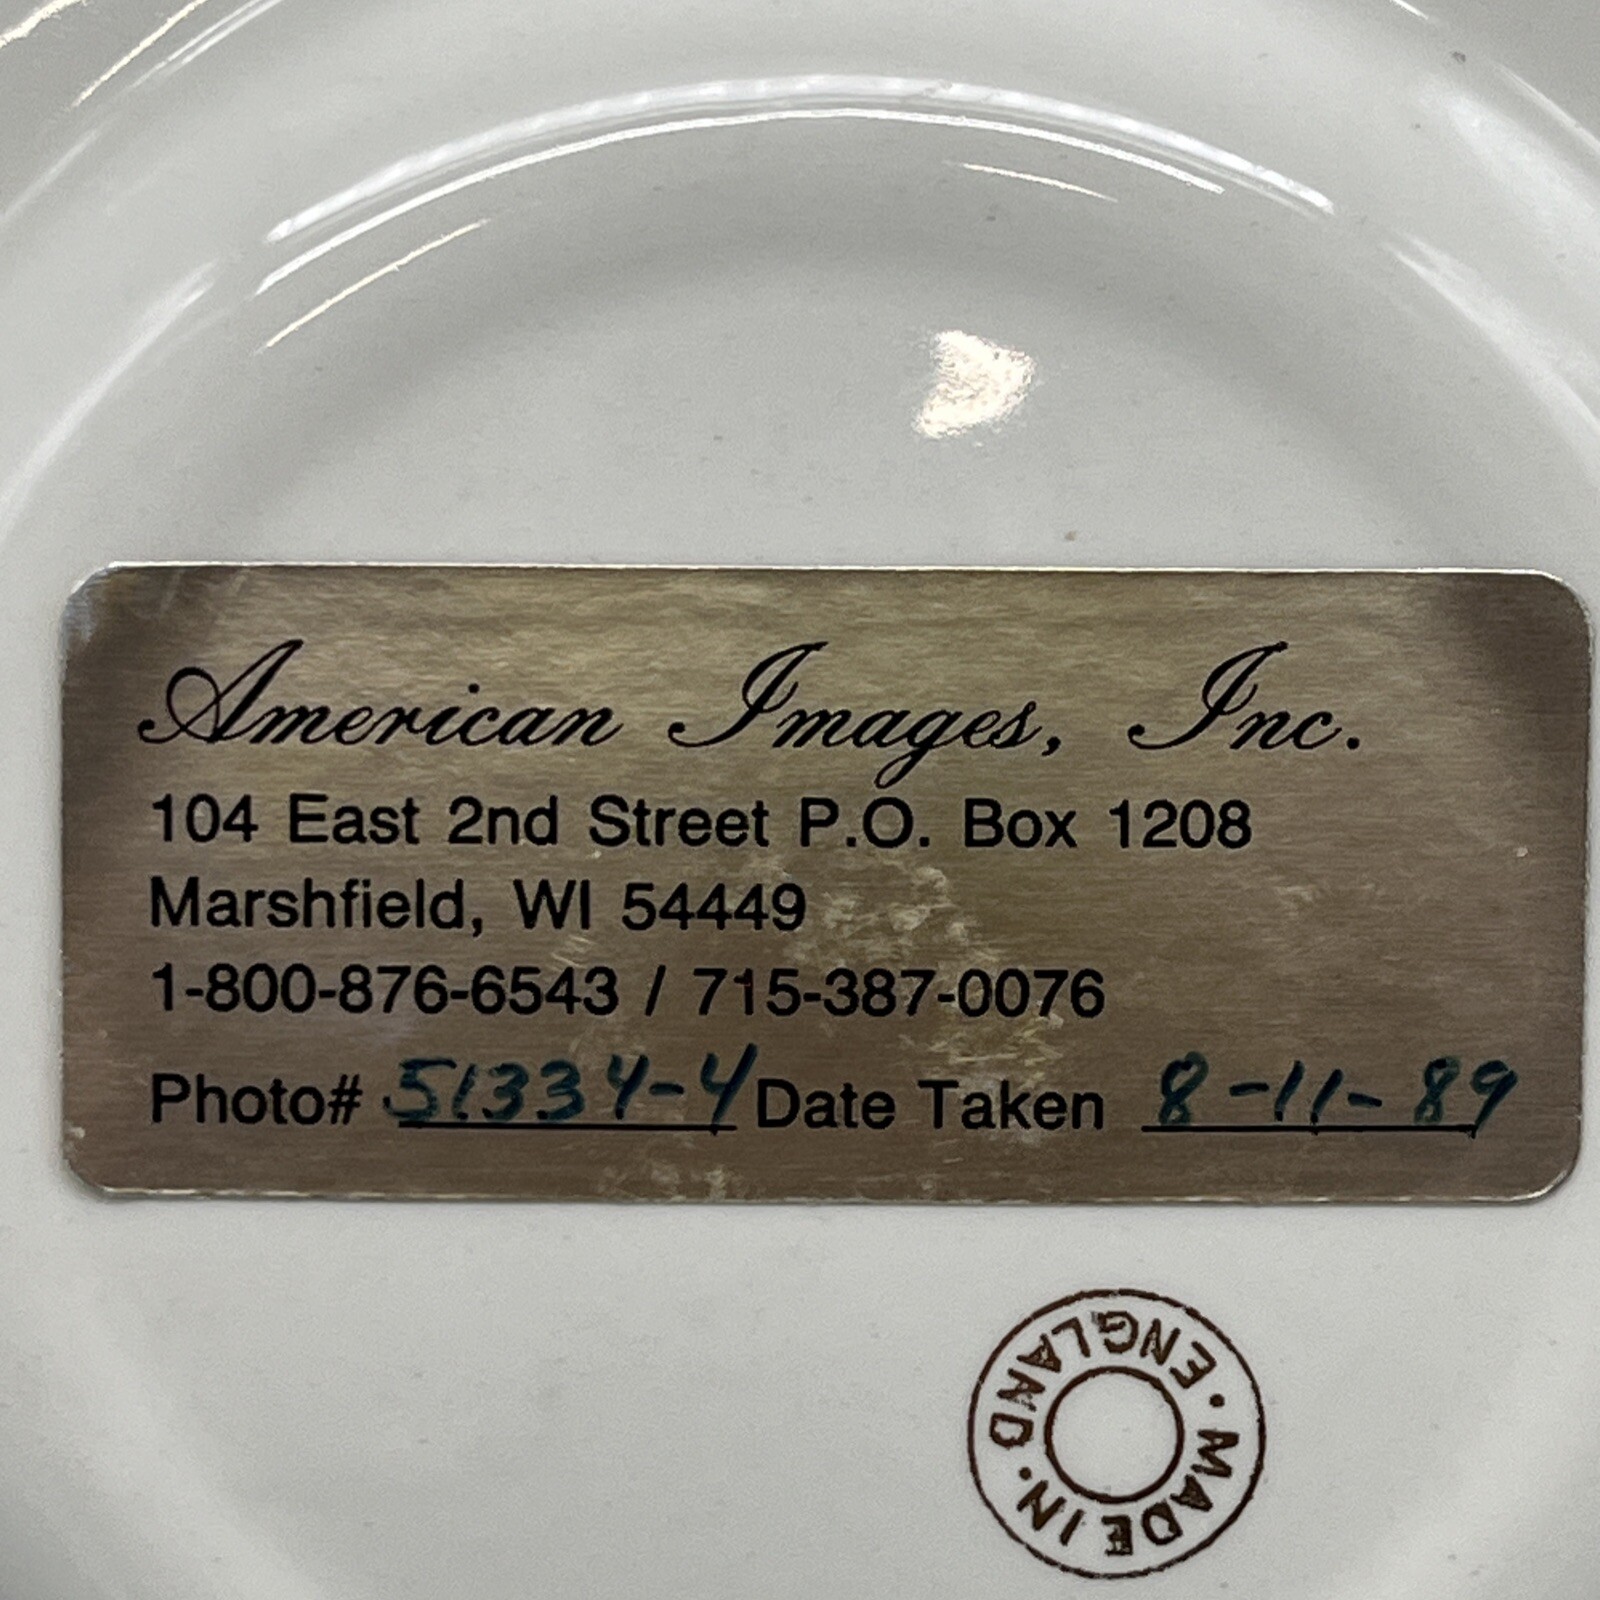 American Images, Inc.
104 East 2nd Street P.O. Box 1208
Marshfield, WI 54449
1-800-876-6543 / 715-387-0076
Photo# 51334-4 Date Taken 8-11-89
MADE IN · ENGLAND ·